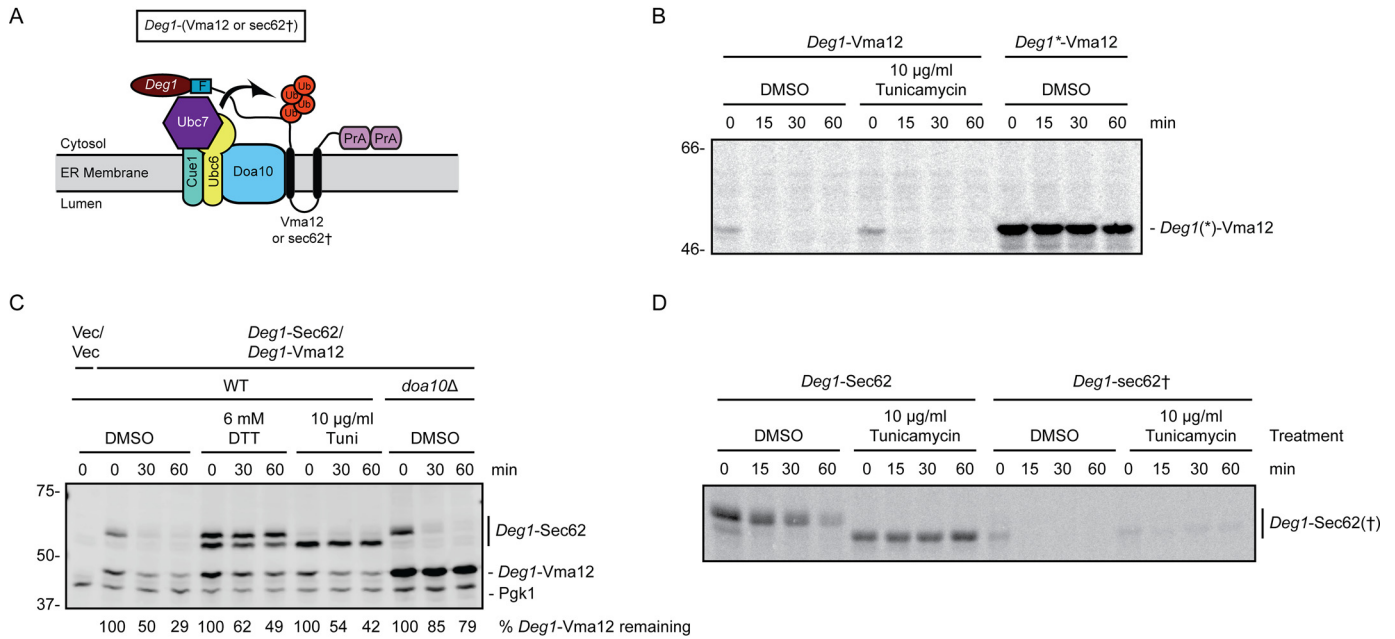 A
Deg1-(Vma12 or sec62†)
Deg1
F
Ub
Ub
Ub
Ub
Ub
Ubc7
PrA PrA
Cytosol
ER Membrane
Lumen
Cue1
Ubc6
Doa10
Vma12
or sec62†
B
Deg1-Vma12
Deg1*-Vma12
DMSO
10 µg/ml
Tunicamycin
DMSO
0 15 30 60 0 15 30 60 0 15 30 60 min
66-
46-
- Deg1(*)-Vma12
C
Vec/
Vec
Deg1-Sec62/
Deg1-Vma12
WT
doa10Δ
DMSO
6 mM
DTT
10 µg/ml
Tuni
DMSO
0 0 30 60 0 30 60 0 30 60 0 30 60 min
75-
50-
37-
Deg1-Sec62
- Deg1-Vma12
- Pgk1
100 50 29 100 62 49 100 54 42 100 85 79 % Deg1-Vma12 remaining
D
Deg1-Sec62
Deg1-sec62†
DMSO
10 µg/ml
Tunicamycin
DMSO
10 µg/ml
Tunicamycin
Treatment
0 15 30 60 0 15 30 60 0 15 30 60 0 15 30 60 min
Deg1-Sec62(†)